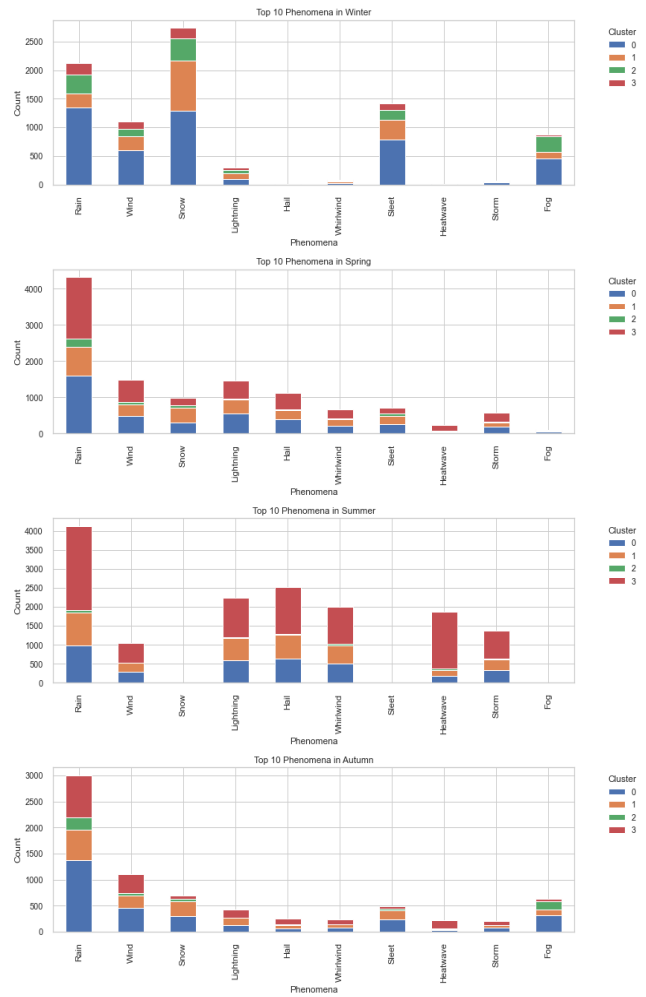 Top 10 Phenomena in Winter
Cluster
0
1
2
3
Count
2500
2000
1500
1000
500
0
Rain
Wind
Snow
Lightning
Hail
Whirlwind
Sleet
Heatwave
Storm
Fog
Phenomena
Top 10 Phenomena in Spring
Cluster
0
1
2
3
Count
4000
3000
2000
1000
0
Rain
Wind
Snow
Lightning
Hail
Whirlwind
Sleet
Heatwave
Storm
Fog
Phenomena
Top 10 Phenomena in Summer
Cluster
0
1
2
3
Count
4000
3500
3000
2500
2000
1500
1000
500
0
Rain
Wind
Snow
Lightning
Hail
Whirlwind
Sleet
Heatwave
Storm
Fog
Phenomena
Top 10 Phenomena in Autumn
Cluster
0
1
2
3
Count
3000
2500
2000
1500
1000
500
0
Rain
Wind
Snow
Lightning
Hail
Whirlwind
Sleet
Heatwave
Storm
Fog
Phenomena